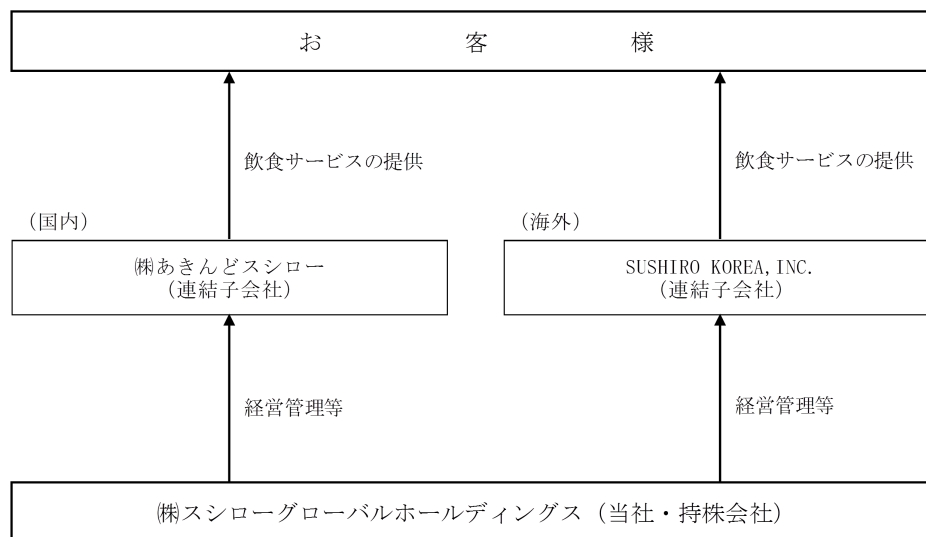 お 客 様
飲食サービスの提供
飲食サービスの提供
（国内）
（海外）
㈱あきんどスシロー
（連結子会社）
SUSHIRO KOREA,INC.
（連結子会社）
経営管理等
経営管理等
㈱スシローグローバルホールディングス（当社・持株会社）